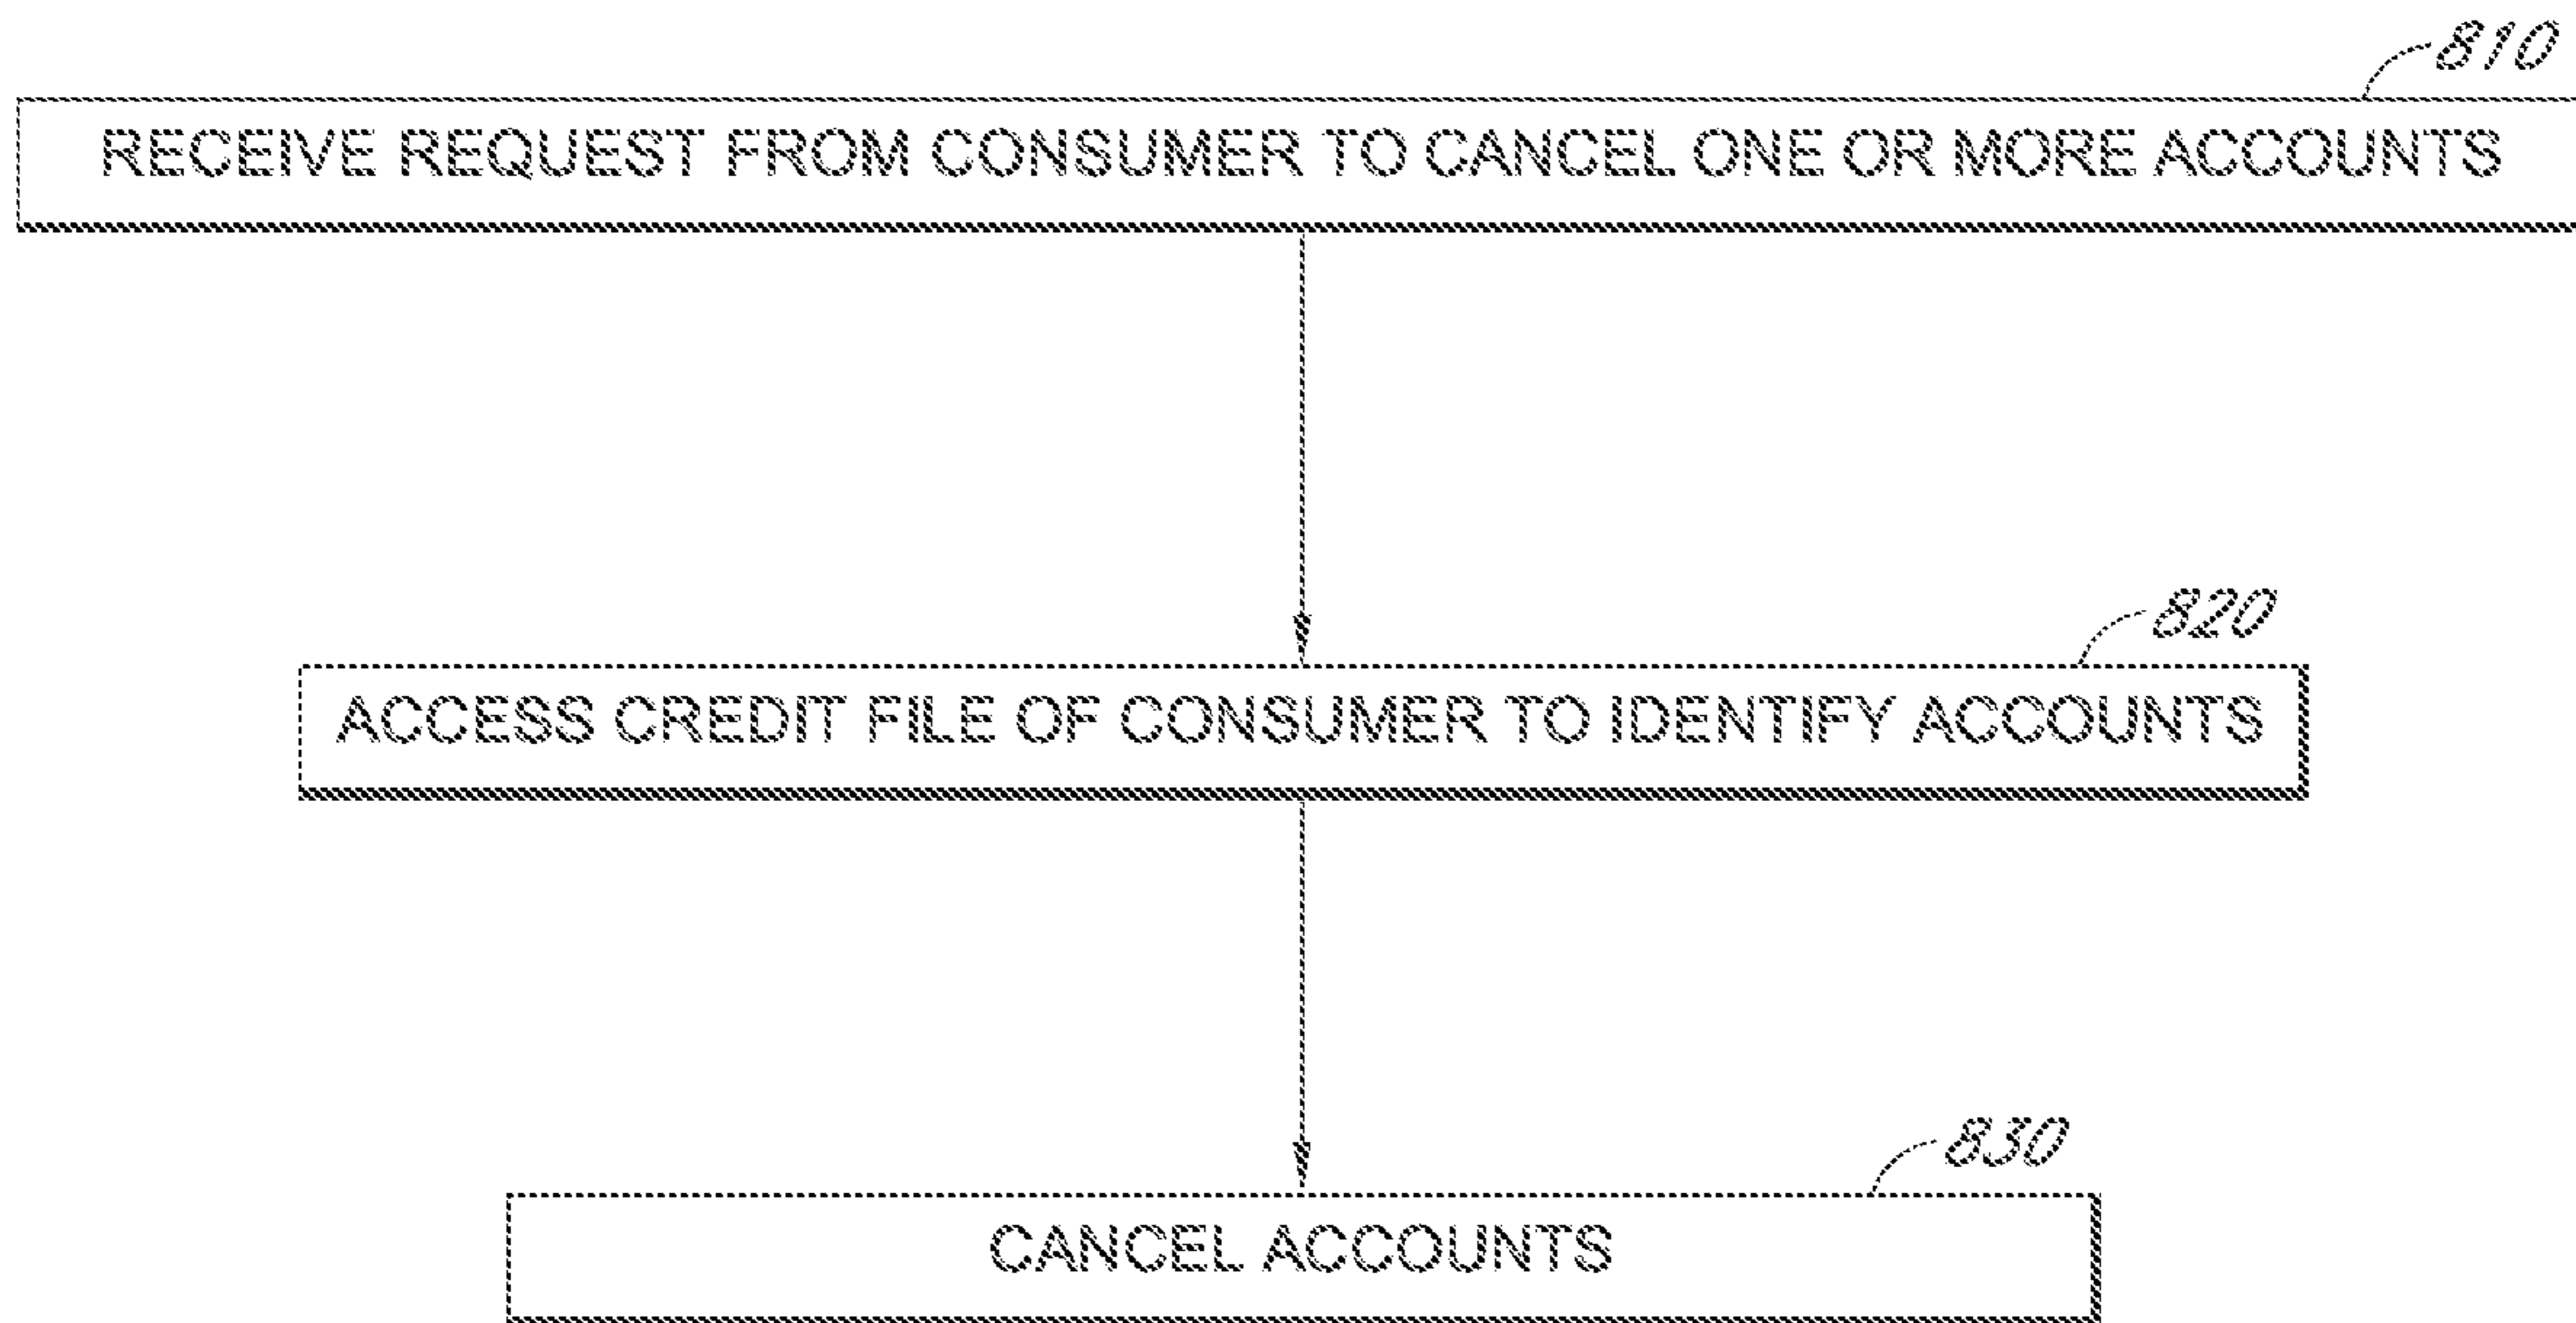 810
RECEIVE REQUEST FROM CONSUMER TO CANCEL ONE OR MORE ACCOUNTS
820
ACCESS CREDIT FILE OF CONSUMER TO IDENTIFY ACCOUNTS
830
CANCEL ACCOUNTS